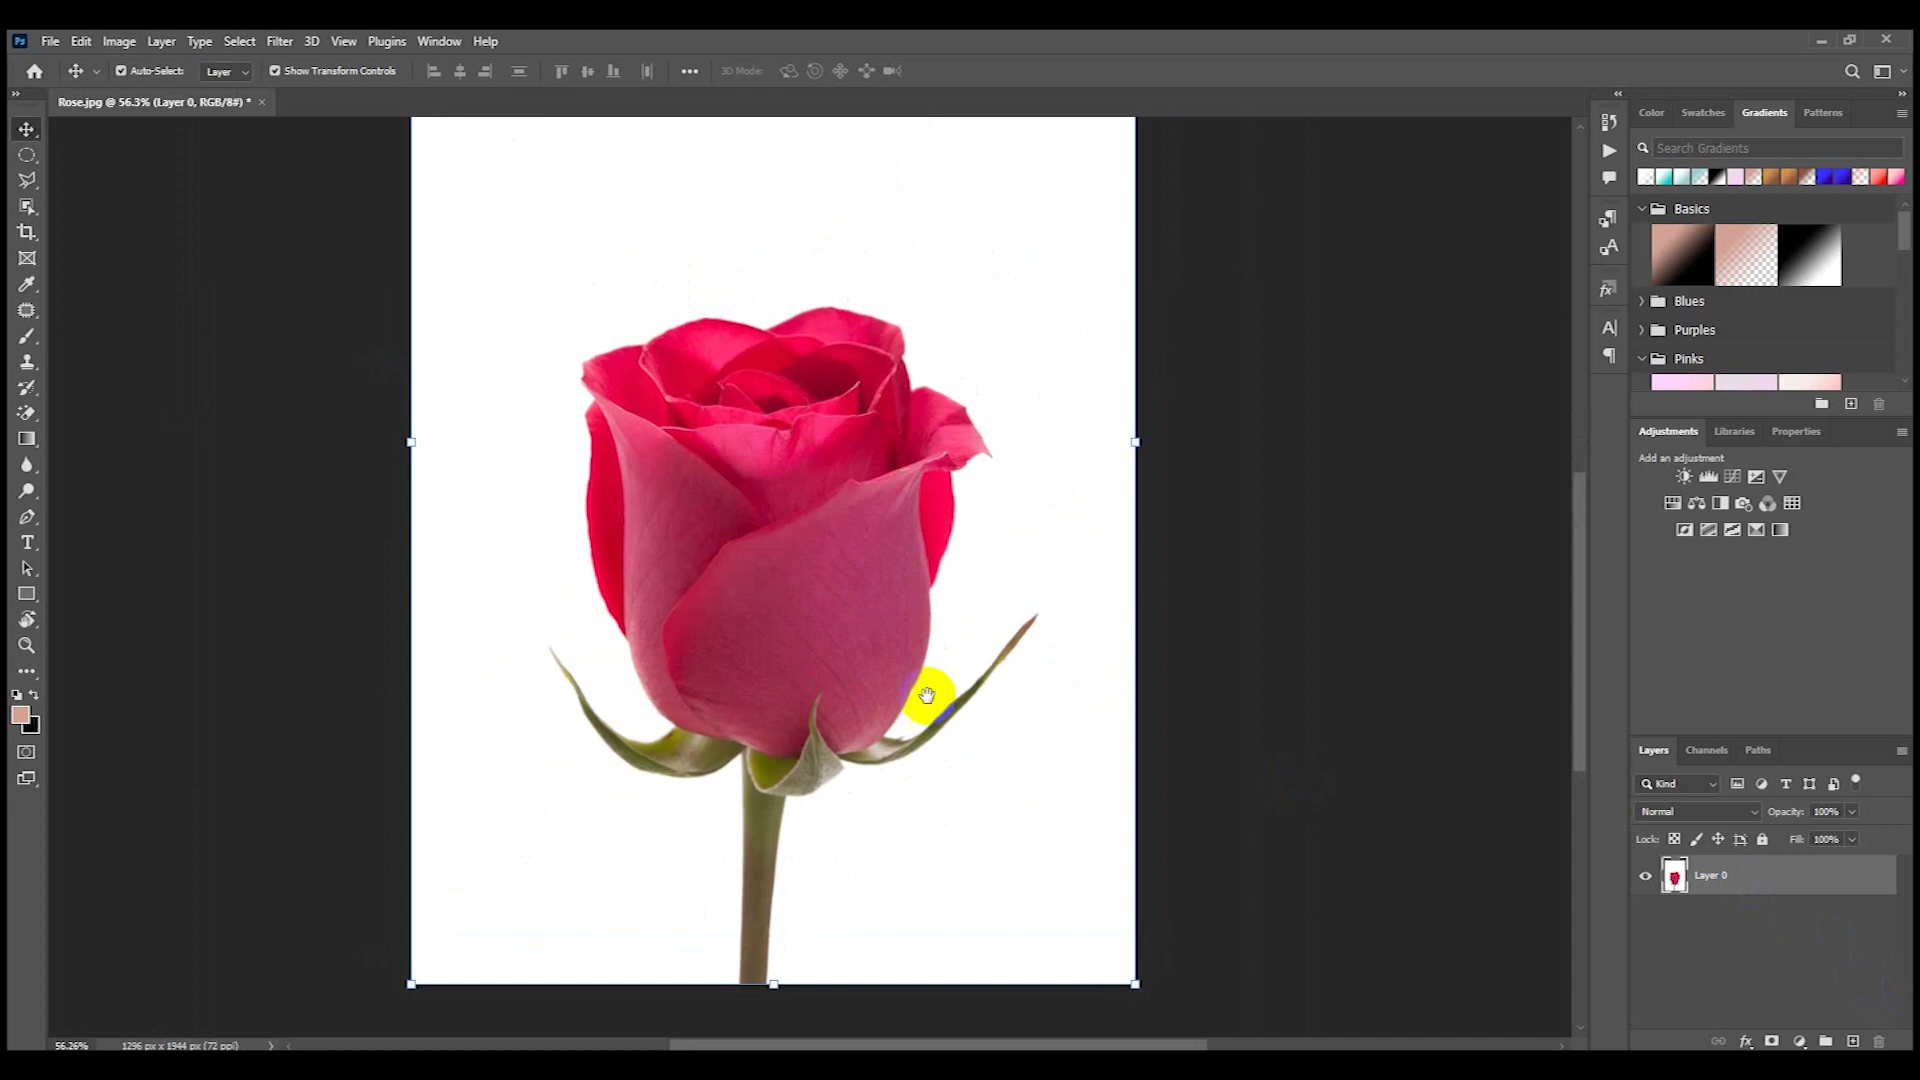 Ps File Edit Image Layer Type Select Filter 3D View Plugins Window Help
Auto-Select: Layer Show Transform Controls 3D Mode:
Rose.jpg @ 56.3% (Layer 0, RGB/8#) *
Color Swatches Gradients Patterns
Search Gradients
Basics
Blues
Purples
Pinks
Adjustments Libraries Properties
Add an adjustment
Layers Channels Paths
Kind
Normal Opacity: 100%
Lock: Fill: 100%
Layer 0
56.26% 1296 px x 1944 px (72 ppi)